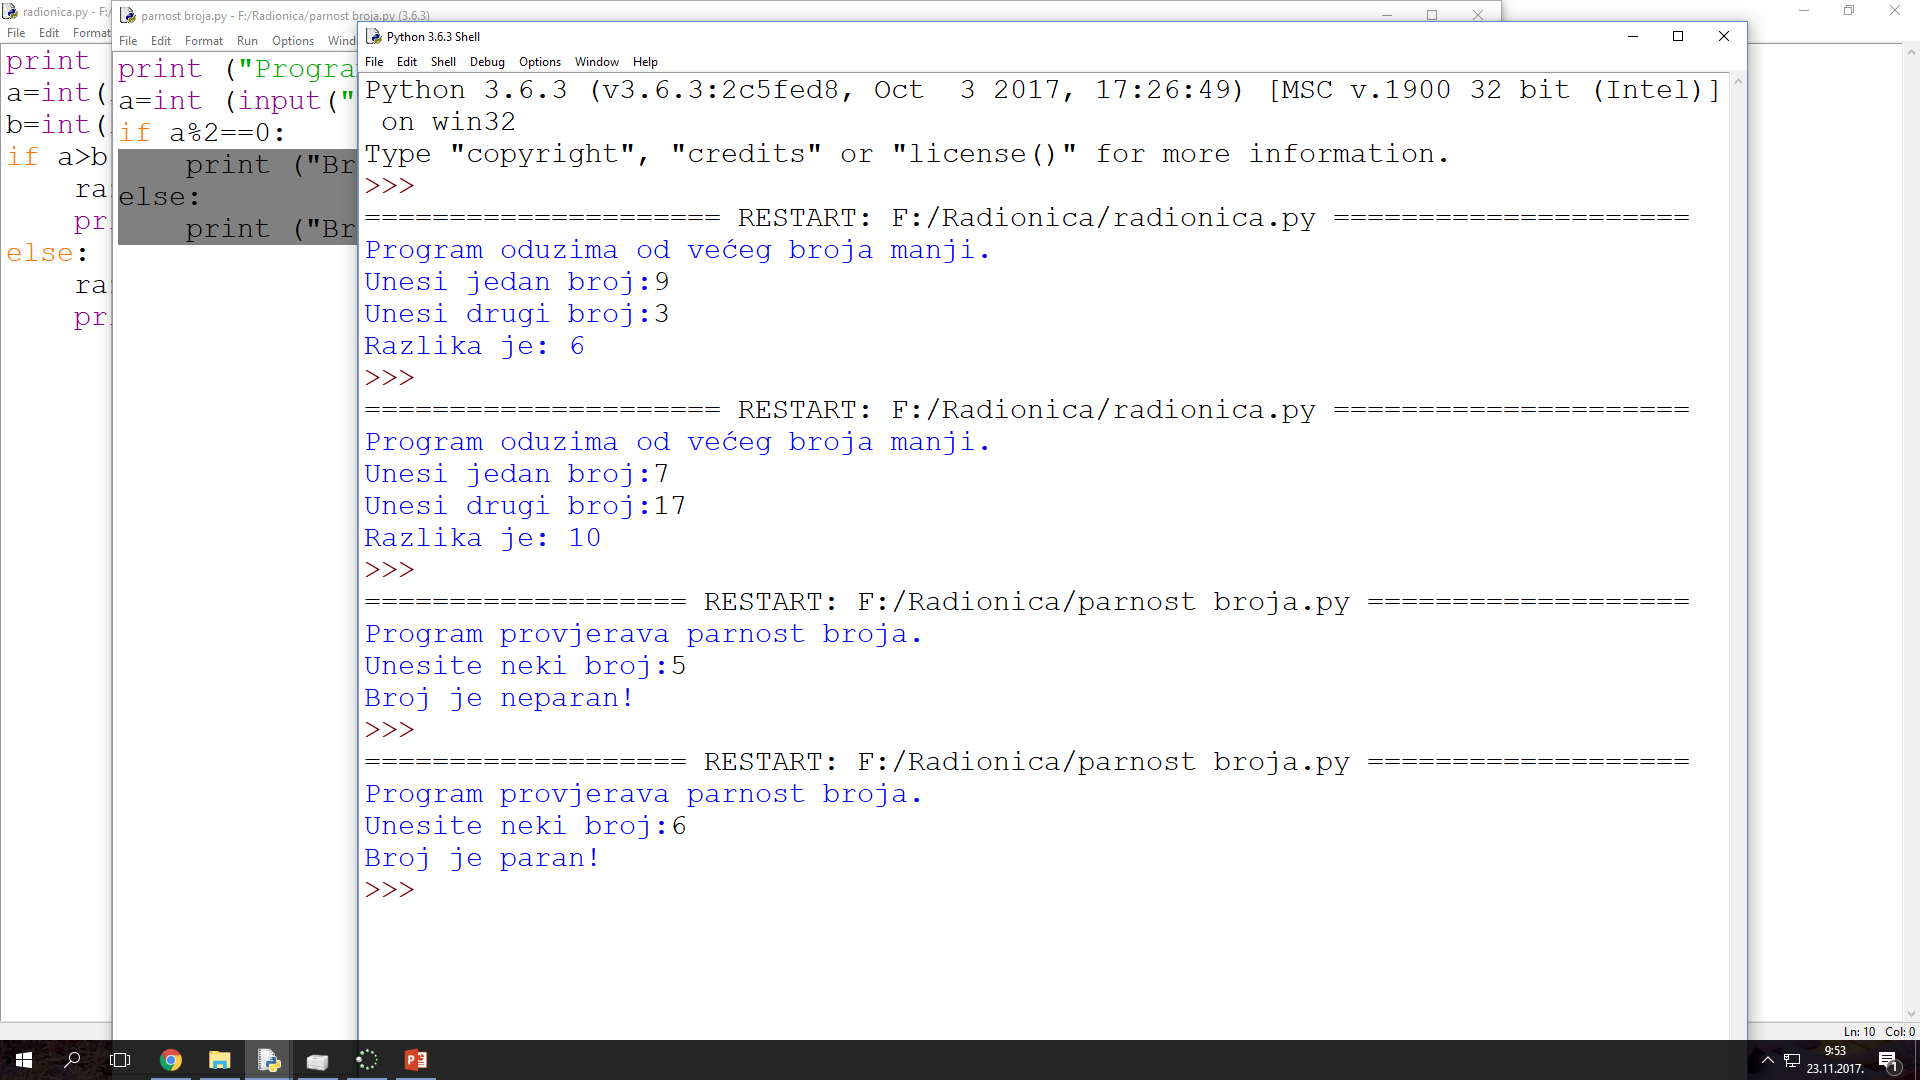 radionica.py - F:/
File Edit Format
print
a=int(
b=int(
if a>b
ra
pr
else:
ra
pr
parnost broja.py - F:/Radionica/parnost broja.py (3.6.3)
File Edit Format Run Options Wind
print ("Progra
a=int (input("
if a%2==0:
print ("Br
else:
print ("Br
Python 3.6.3 Shell
File Edit Shell Debug Options Window Help
Python 3.6.3 (v3.6.3:2c5fed8, Oct  3 2017, 17:26:49) [MSC v.1900 32 bit (Intel)]
on win32
Type "copyright", "credits" or "license()" for more information.
>>>
===================== RESTART: F:/Radionica/radionica.py =====================
Program oduzima od većeg broja manji.
Unesi jedan broj:9
Unesi drugi broj:3
Razlika je: 6
>>>
===================== RESTART: F:/Radionica/radionica.py =====================
Program oduzima od većeg broja manji.
Unesi jedan broj:7
Unesi drugi broj:17
Razlika je: 10
>>>
=================== RESTART: F:/Radionica/parnost broja.py ===================
Program provjerava parnost broja.
Unesite neki broj:5
Broj je neparan!
>>>
=================== RESTART: F:/Radionica/parnost broja.py ===================
Program provjerava parnost broja.
Unesite neki broj:6
Broj je paran!
>>>
Ln: 10 Col: 0
9:53
23.11.2017.
1